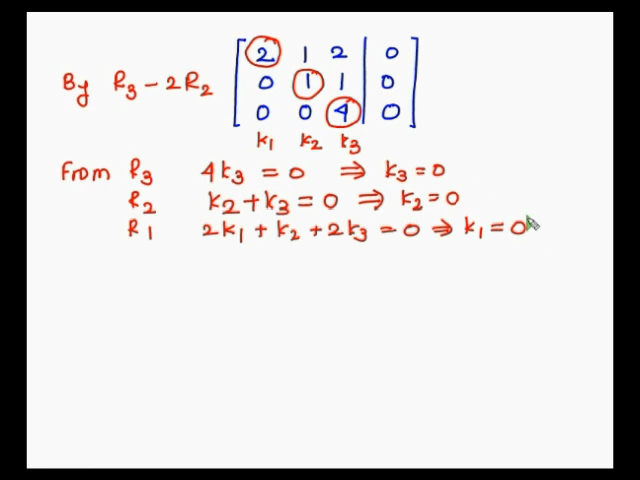 2 1 2 | 0
By R3 - 2R2 0 1 1 | 0
0 0 4 | 0
k1 k2 k3
From R3 4k3 = 0 ⇒ k3 = 0
R2 k2 + k3 = 0 ⇒ k2 = 0
R1 2k1 + k2 + 2k3 = 0 ⇒ k1 = 0